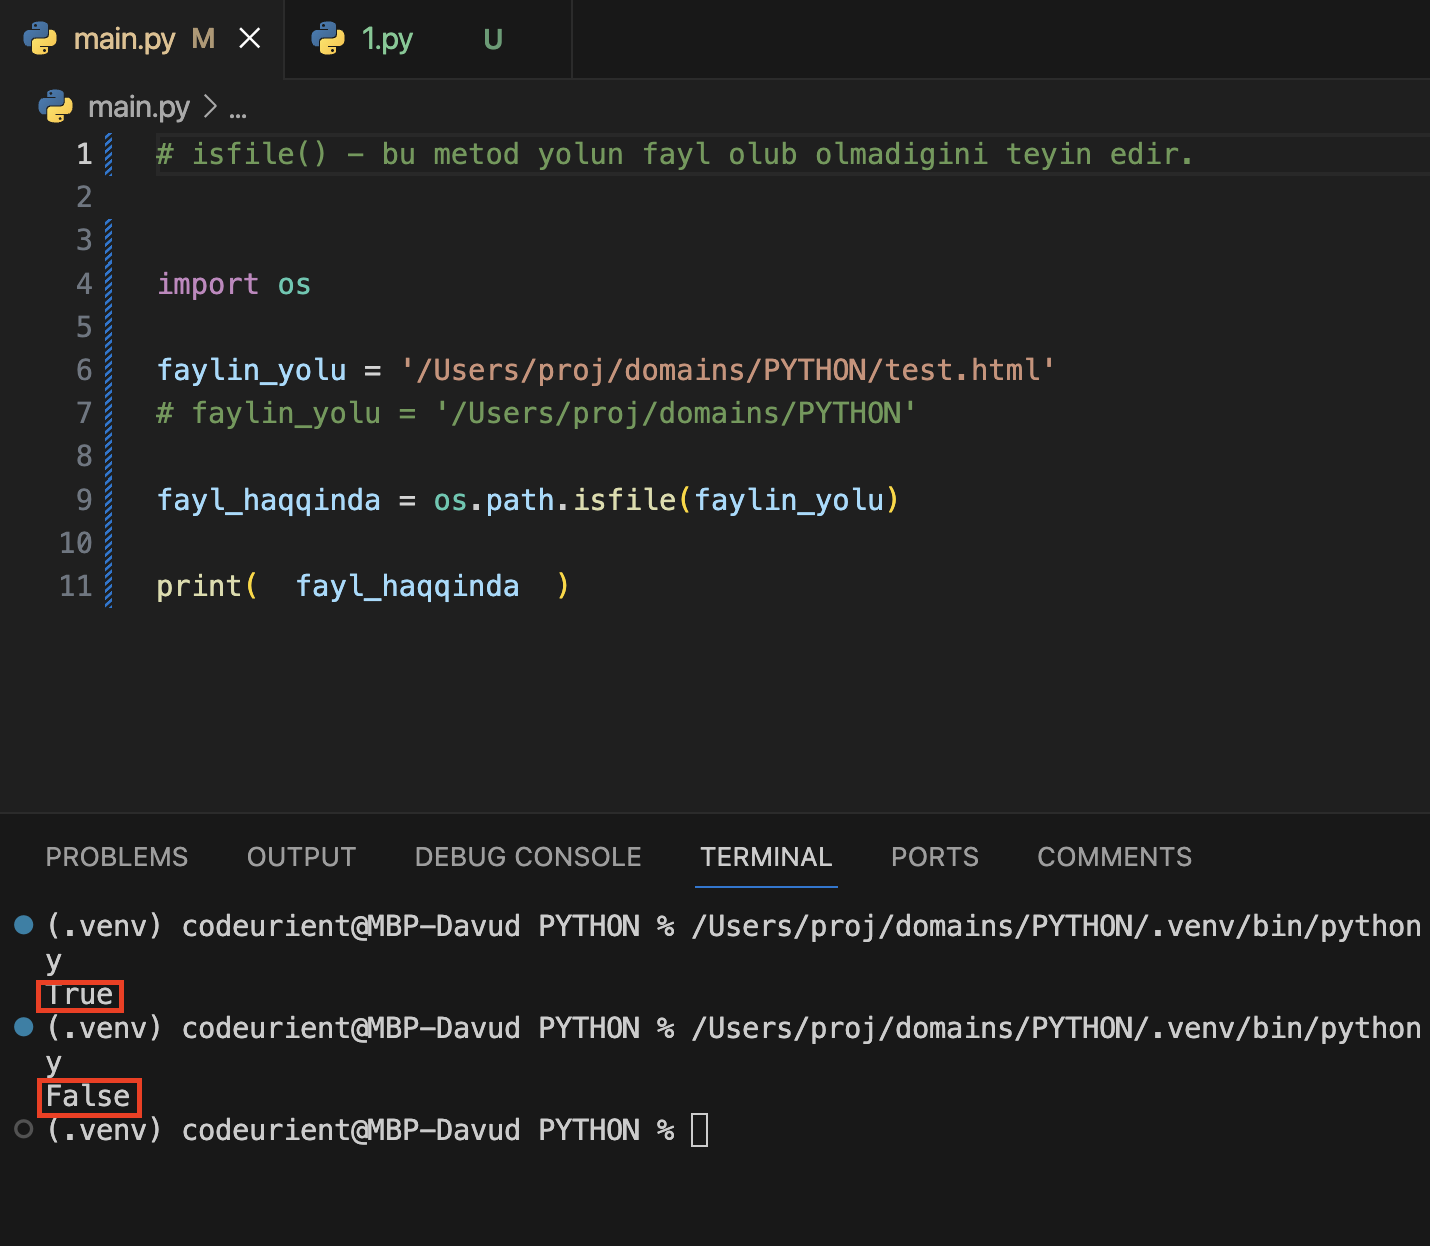 main.py M
1.py U
main.py > ...
1 # isfile() - bu metod yolun fayl olub olmadigini teyin edir.
2
3
4 import os
5
6 faylin_yolu = '/Users/proj/domains/PYTHON/test.html'
7 # faylin_yolu = '/Users/proj/domains/PYTHON'
8
9 fayl_haqqinda = os.path.isfile(faylin_yolu)
10
11 print(  fayl_haqqinda  )
PROBLEMS OUTPUT DEBUG CONSOLE TERMINAL PORTS COMMENTS
(.venv) codeurient@MBP-Davud PYTHON % /Users/proj/domains/PYTHON/.venv/bin/python
y
True
(.venv) codeurient@MBP-Davud PYTHON % /Users/proj/domains/PYTHON/.venv/bin/python
y
False
(.venv) codeurient@MBP-Davud PYTHON %